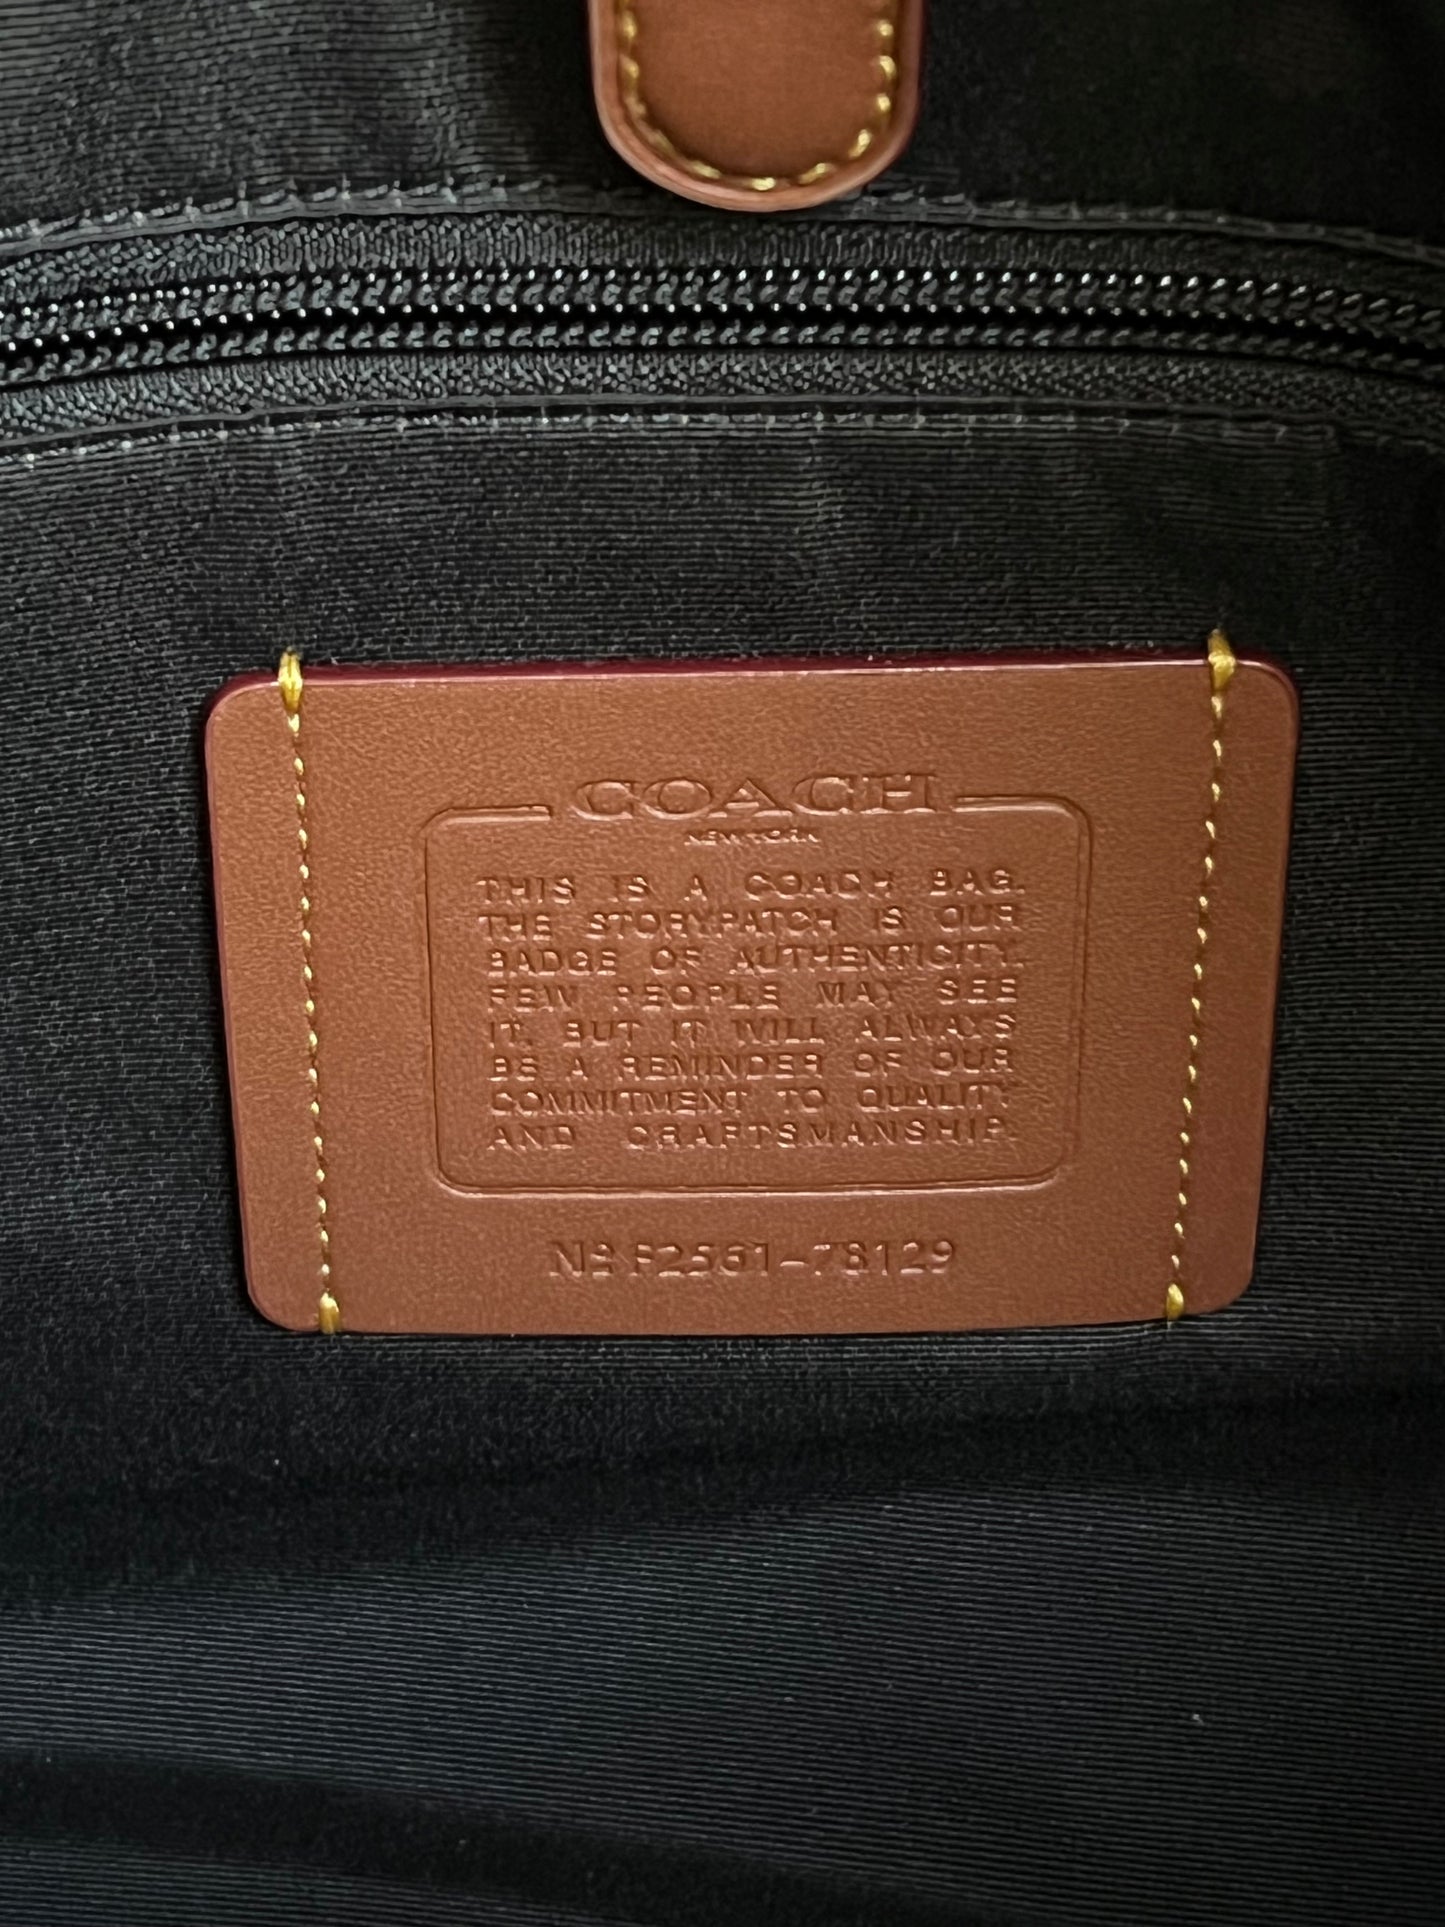 COACH
NEW YORK
THIS IS A COACH BAG.
THE STORYPATCH IS OUR
BADGE OF AUTHENTICITY.
FEW PEOPLE MAY SEE
IT, BUT IT WILL ALWAYS
BE A REMINDER OF OUR
COMMITMENT TO QUALITY
AND CRAFTSMANSHIP.
Nº F2561-78129